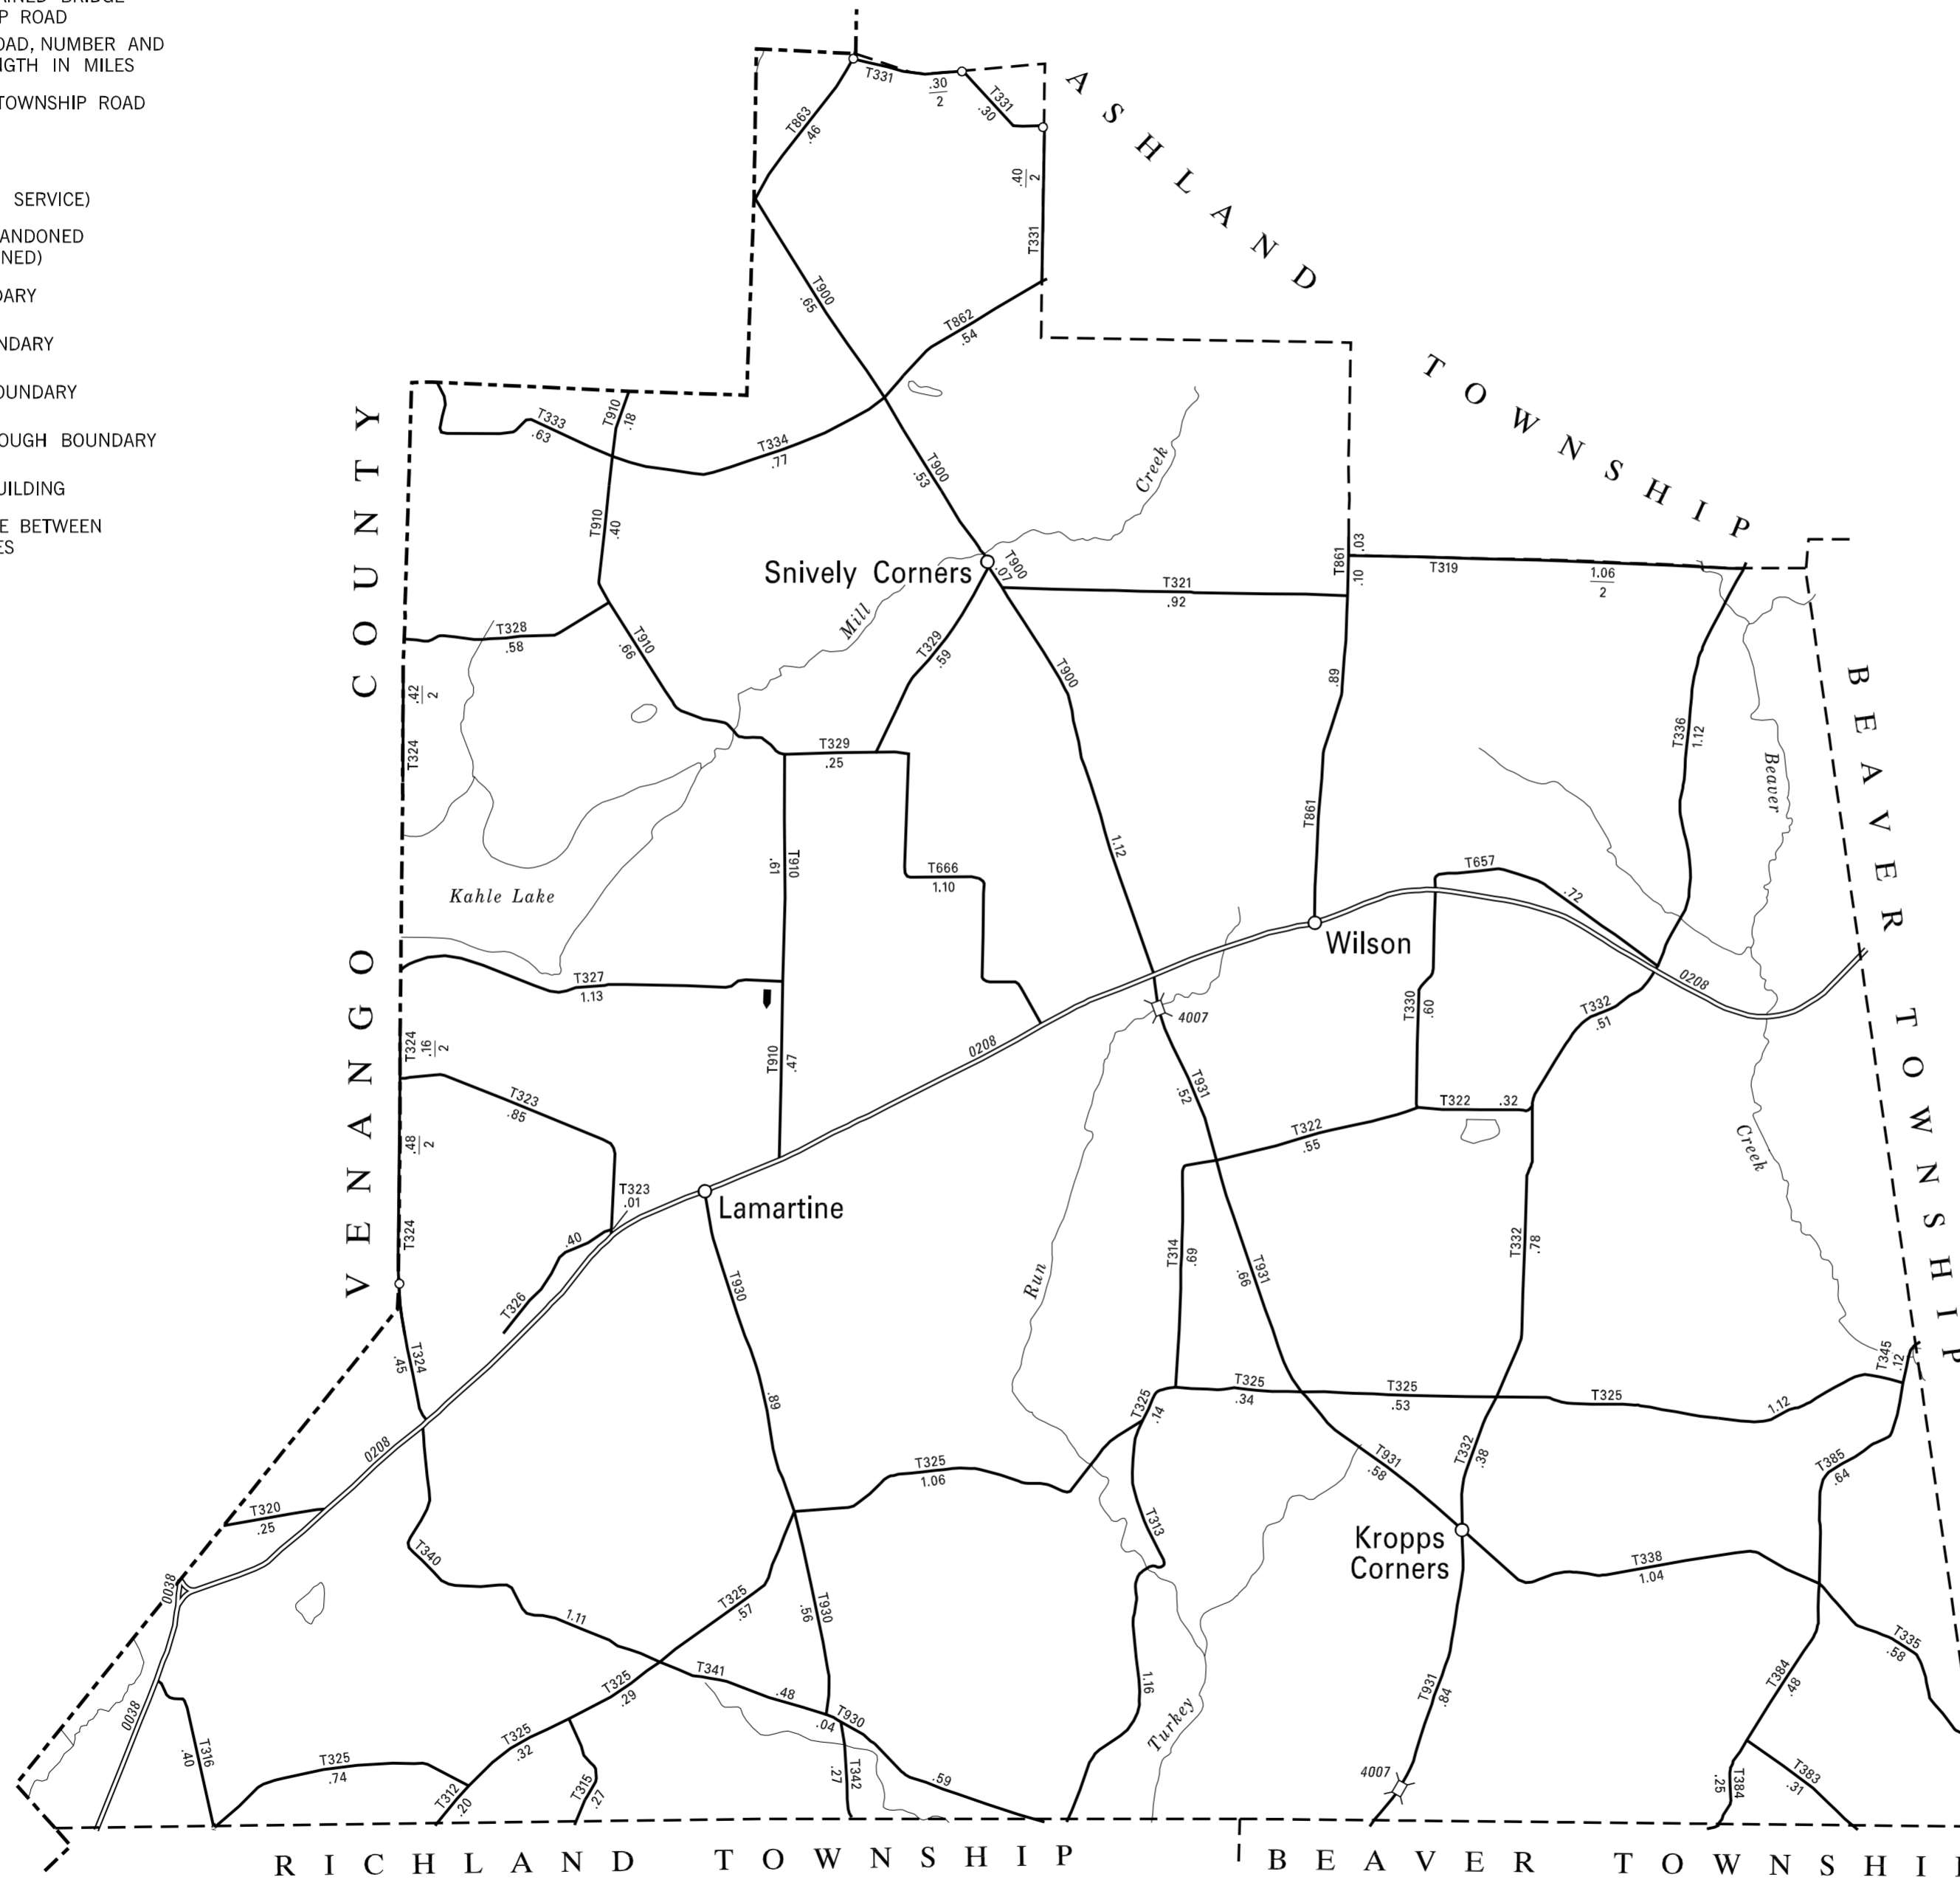 P ROAD
OAD, NUMBER AND
NGTH IN MILES
TOWNSHIP ROAD
SERVICE)
ANDONED
NED)
DARY
NDARY
OUNDARY
OUGH BOUNDARY
UILDING
E BETWEEN
ES
ASHLAND TOWNSHIP
T331
.30
2
T331
.30
T863
.46
.40
2
T331
T900
.65
T862
.54
VENANGO COUNTY
T333
.63
T910
.18
T334
.77
T900
.53
Creek
T910
.40
Snively Corners
T900
.07
T321
.92
T861
.03
.10
T319
1.06
2
Mill
T328
.58
T910
.66
T329
.59
T900
.89
.42
2
T324
T336
1.12
Beaver
BEAVER TOWNSHIP
T329
.25
T861
1.12
T910
.61
T666
1.10
T657
.72
Kahle Lake
Wilson
T327
1.13
0208
T332
.51
T330
.60
4007
0208
T324
.16
2
T910
.47
T931
.52
T323
.85
T322
.32
T322
.55
.48
2
Creek
T323
.01
Lamartine
T324
.40
T314
.69
T931
.66
T332
.78
T326
T930
Run
T324
.45
T345
.12
.89
T325
.14
T325
.34
T325
.53
T325
1.12
0208
T325
1.06
T931
.58
T332
.38
T385
.64
T320
.25
T313
Kropps
Corners
T340
T338
1.04
0038
1.11
T325
.57
T930
.56
T335
.58
T325
.29
T341
.48
1.16
T931
.84
T384
.48
0038
T316
.40
T325
.32
.04
T930
Turkey
T325
.74
T312
.20
T315
.27
T342
.27
.59
4007
T384
.25
T383
.31
RICHLAND TOWNSHIP
BEAVER TOWNSHI